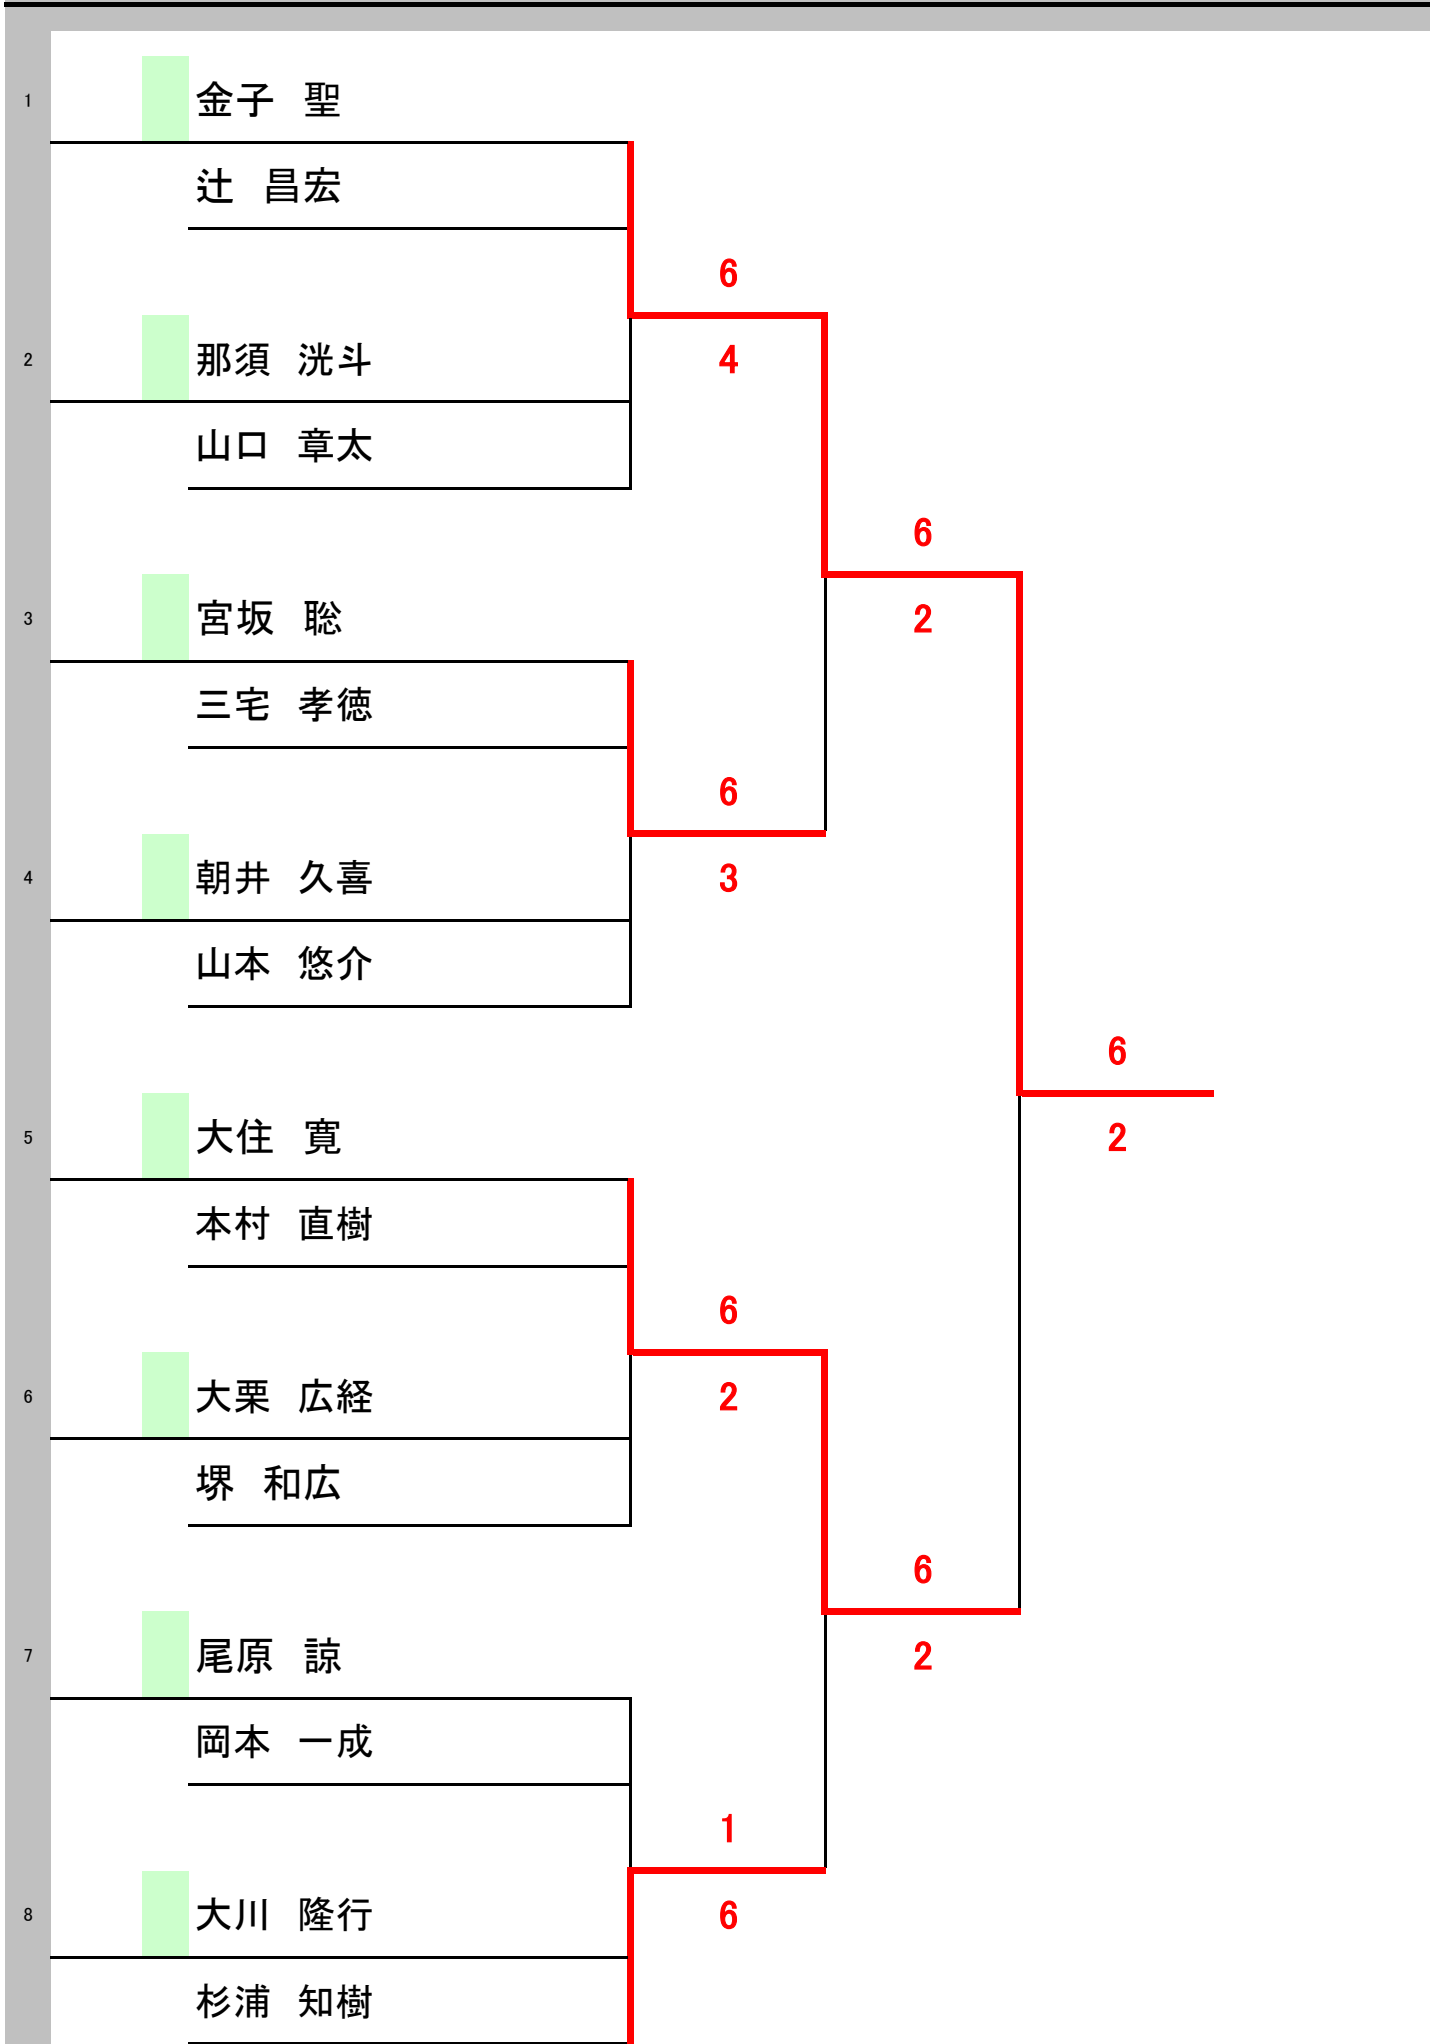 1 金子　聖
辻　昌宏
6
2 那須　洸斗 4
山口　章太
6
3 宮坂　聡 2
三宅　孝徳
6
4 朝井　久喜 3
山本　悠介
6
5 大住　寛 2
本村　直樹
6
6 大栗　広経 2
堺　和広
6
7 尾原　諒 2
岡本　一成
1
8 大川　隆行 6
杉浦　知樹